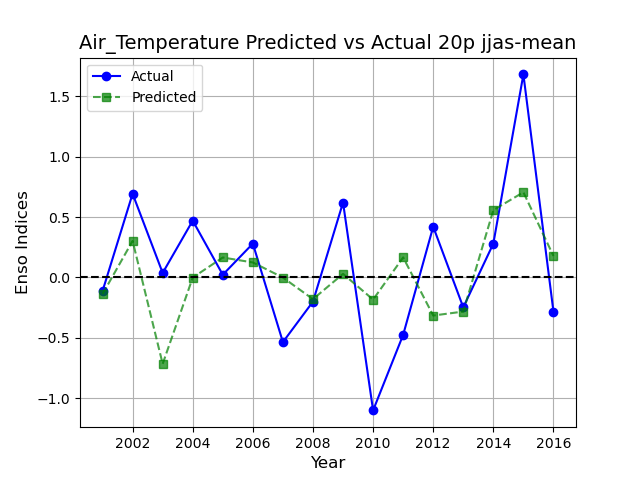 Air_Temperature Predicted vs Actual 20p jjas-mean
Actual
Predicted
Enso Indices
1.5
1.0
0.5
0.0
−0.5
−1.0
2002 2004 2006 2008 2010 2012 2014 2016
Year